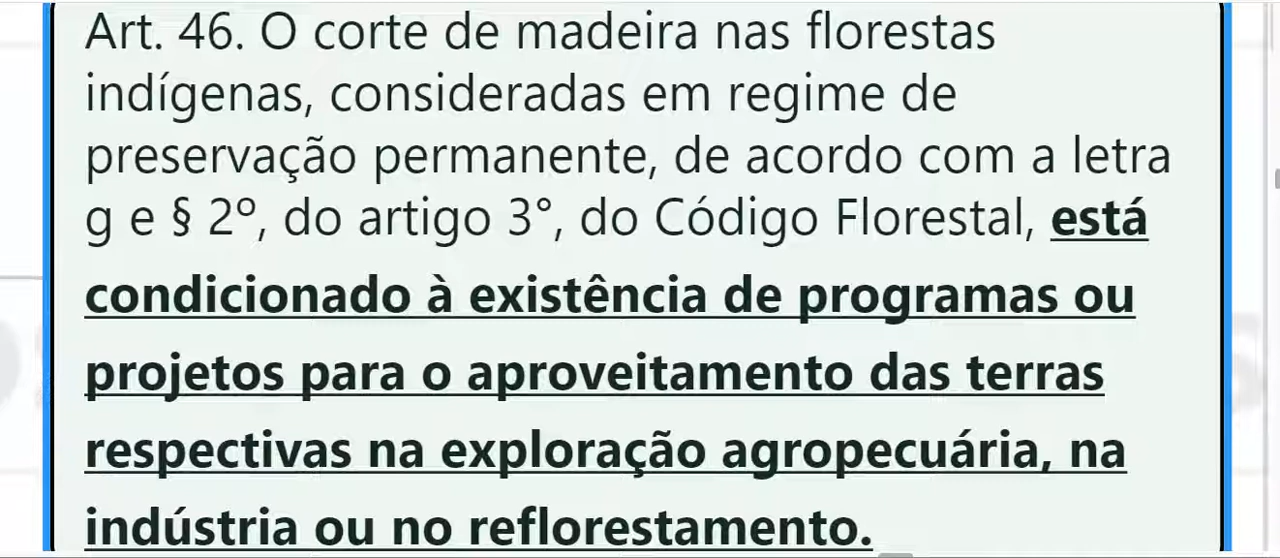 Art. 46. O corte de madeira nas florestas
indígenas, consideradas em regime de
preservação permanente, de acordo com a letra
g e § 2º, do artigo 3°, do Código Florestal, está
condicionado à existência de programas ou
projetos para o aproveitamento das terras
respectivas na exploração agropecuária, na
indústria ou no reflorestamento.